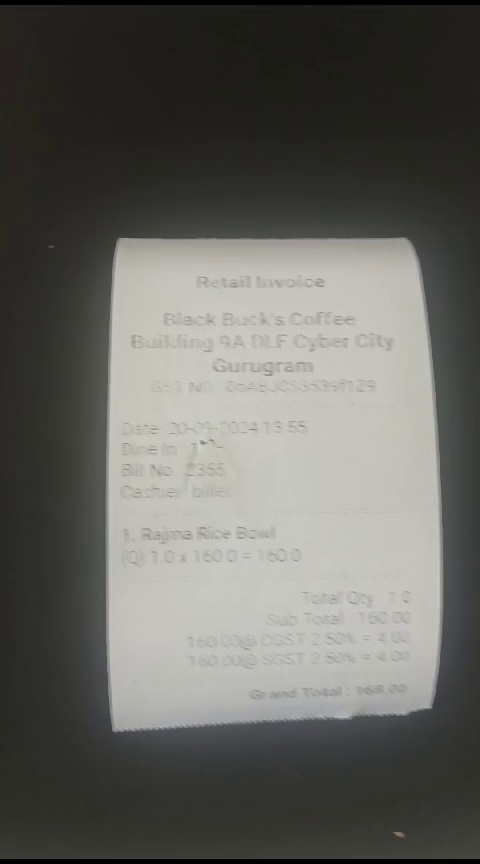 Retail Invoice
Black Buck's Coffee
Building 9A DLF Cyber City
Gurugram
GST NO
Date: 20-09-2024 13:55
Dine In
Bill No 2355
Cashier biller
1. Rajma Rice Bowl
(Q) 1.0 x 160.0 = 160.0
Total Qty 1.0
Sub Total 160.00
160.00@ CGST 2.50% = 4.00
160.00@ SGST 2.50% = 4.00
Grand Total : 168.00